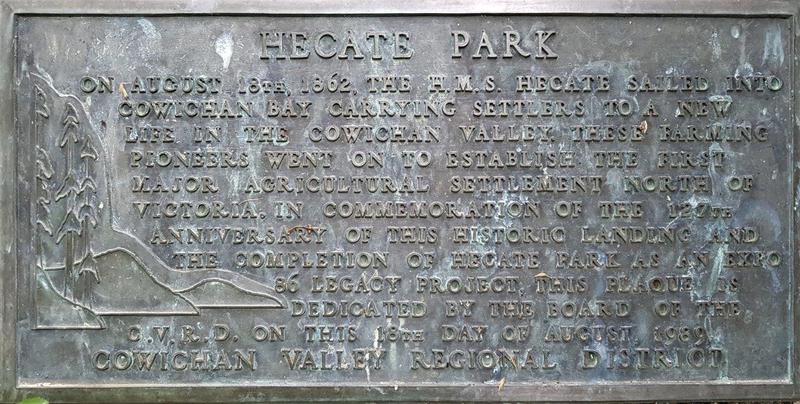 HECATE PARK
ON AUGUST 18TH, 1862, THE H.M.S. HECATE SAILED INTO
COWICHAN BAY CARRYING SETTLERS TO A NEW
LIFE IN THE COWICHAN VALLEY. THESE FARMING
PIONEERS WENT ON TO ESTABLISH THE FIRST
MAJOR AGRICULTURAL SETTLEMENT NORTH OF
VICTORIA. IN COMMEMORATION OF THE 127TH
ANNIVERSARY OF THIS HISTORIC LANDING AND
THE COMPLETION OF HECATE PARK AS AN EXPO
86 LEGACY PROJECT, THIS PLAQUE IS
DEDICATED BY THE BOARD OF THE
C.V.R.D. ON THIS 18TH DAY OF AUGUST, 1989.
COWICHAN VALLEY REGIONAL DISTRICT